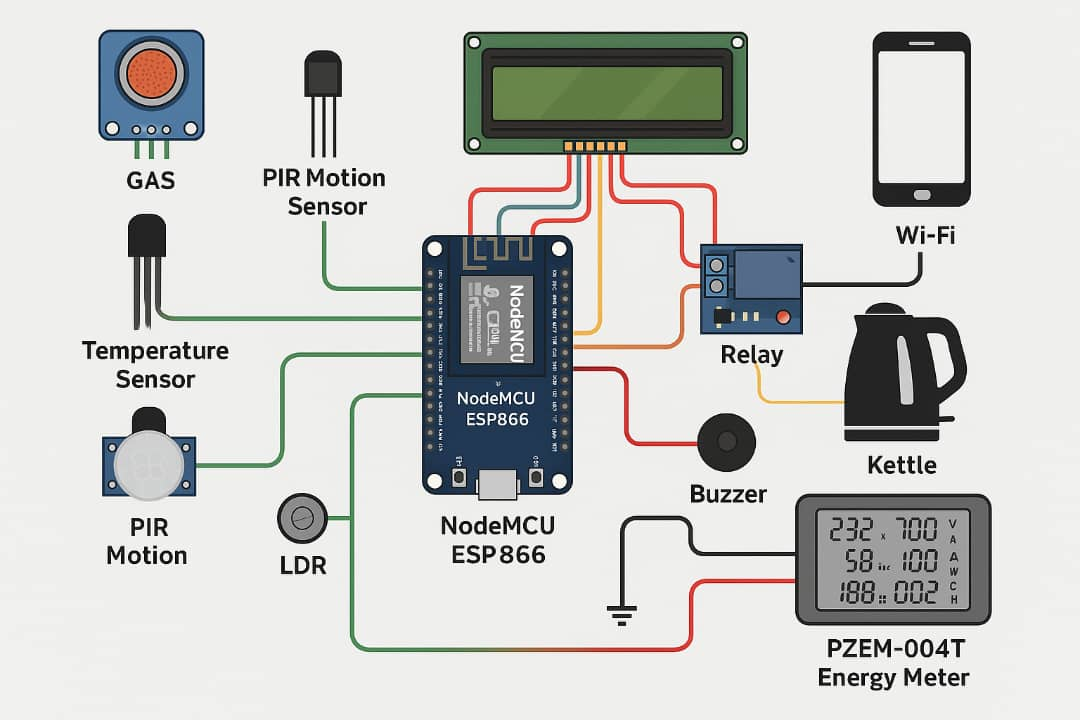 GAS
PIR Motion
Sensor
Wi-Fi
Temperature
Sensor
NodeNCU
NodeMCU
ESP866
Relay
Kettle
Buzzer
PIR
Motion
LDR
NodeMCU
ESP866
232 x 700 V
A
58 100 A
W
188 002 C
H
PZEM-004T
Energy Meter